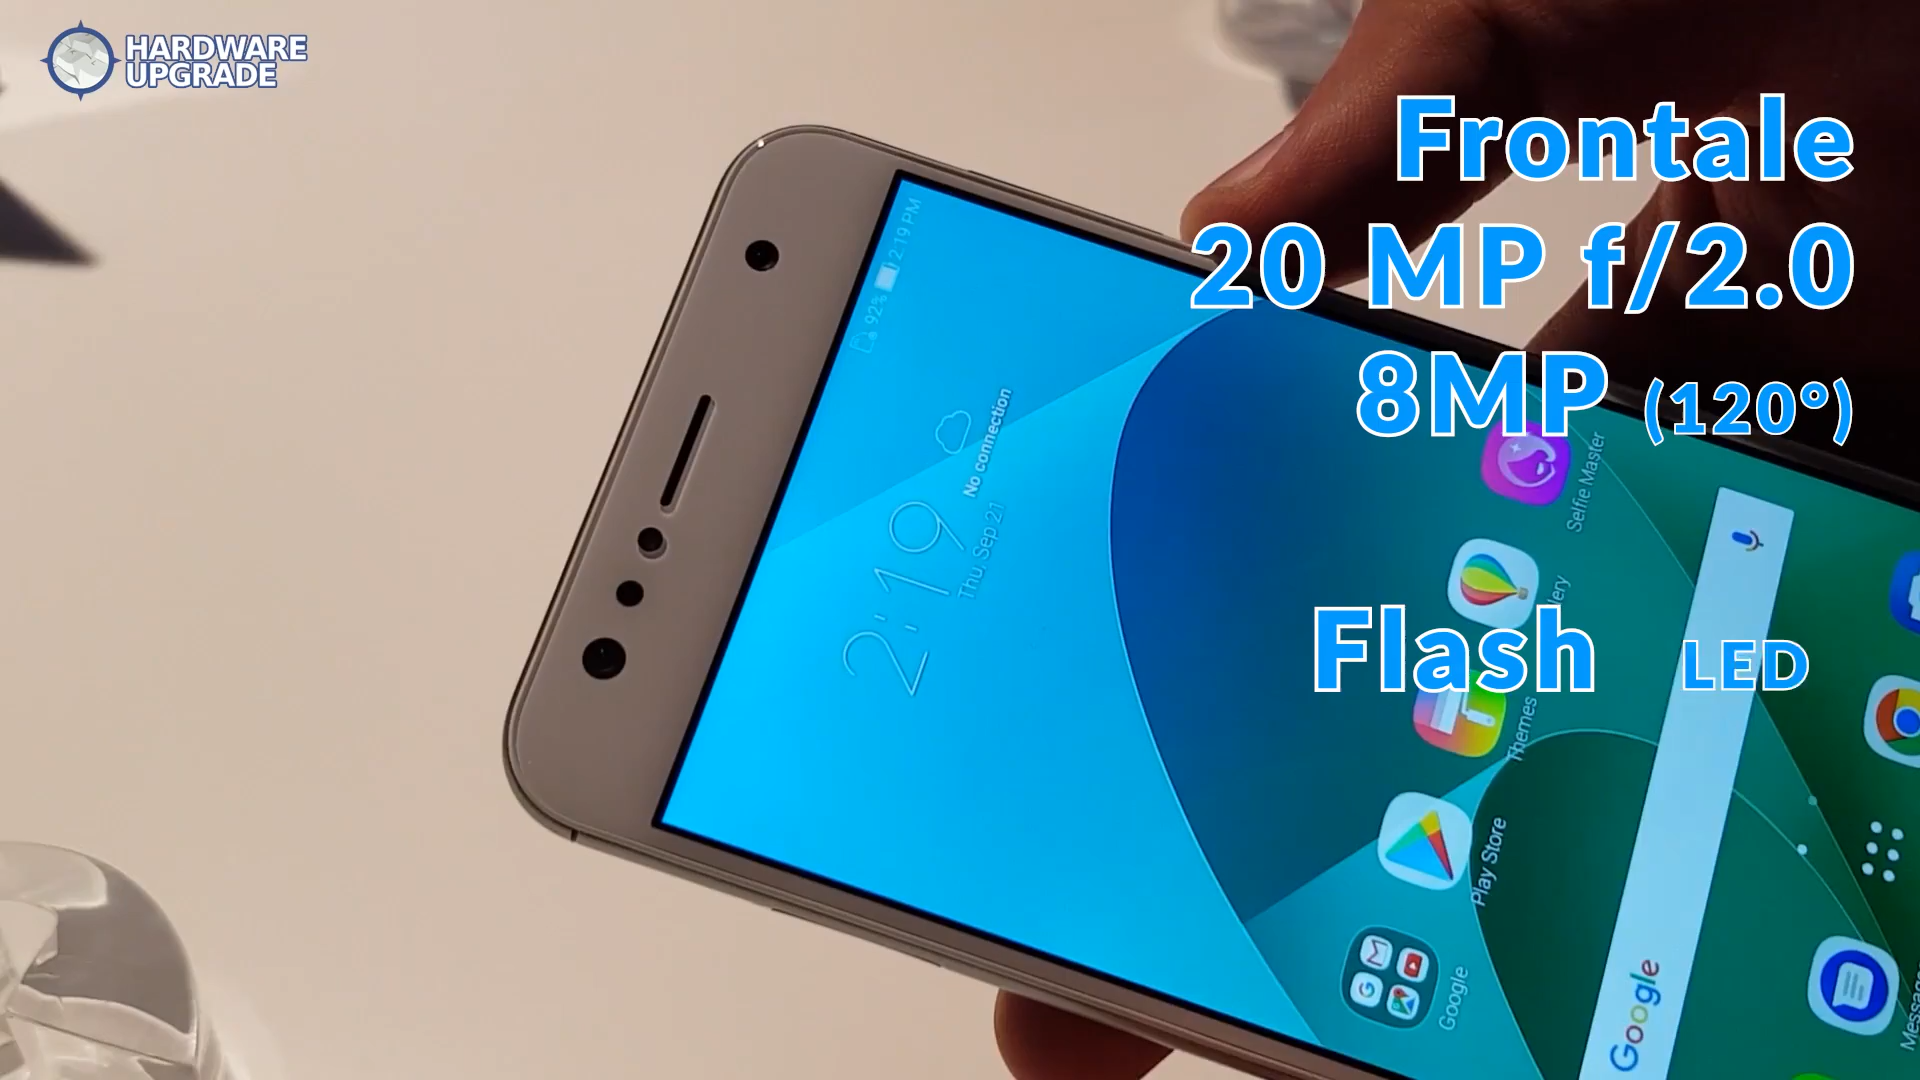 HARDWARE
UPGRADE
Frontale
20 MP f/2.0
8MP (120°)
Flash LED
92% 2:19 PM
No connection
2:19
Thu, Sep 21
Selfie Master
Themes
Play Store
Google
Google